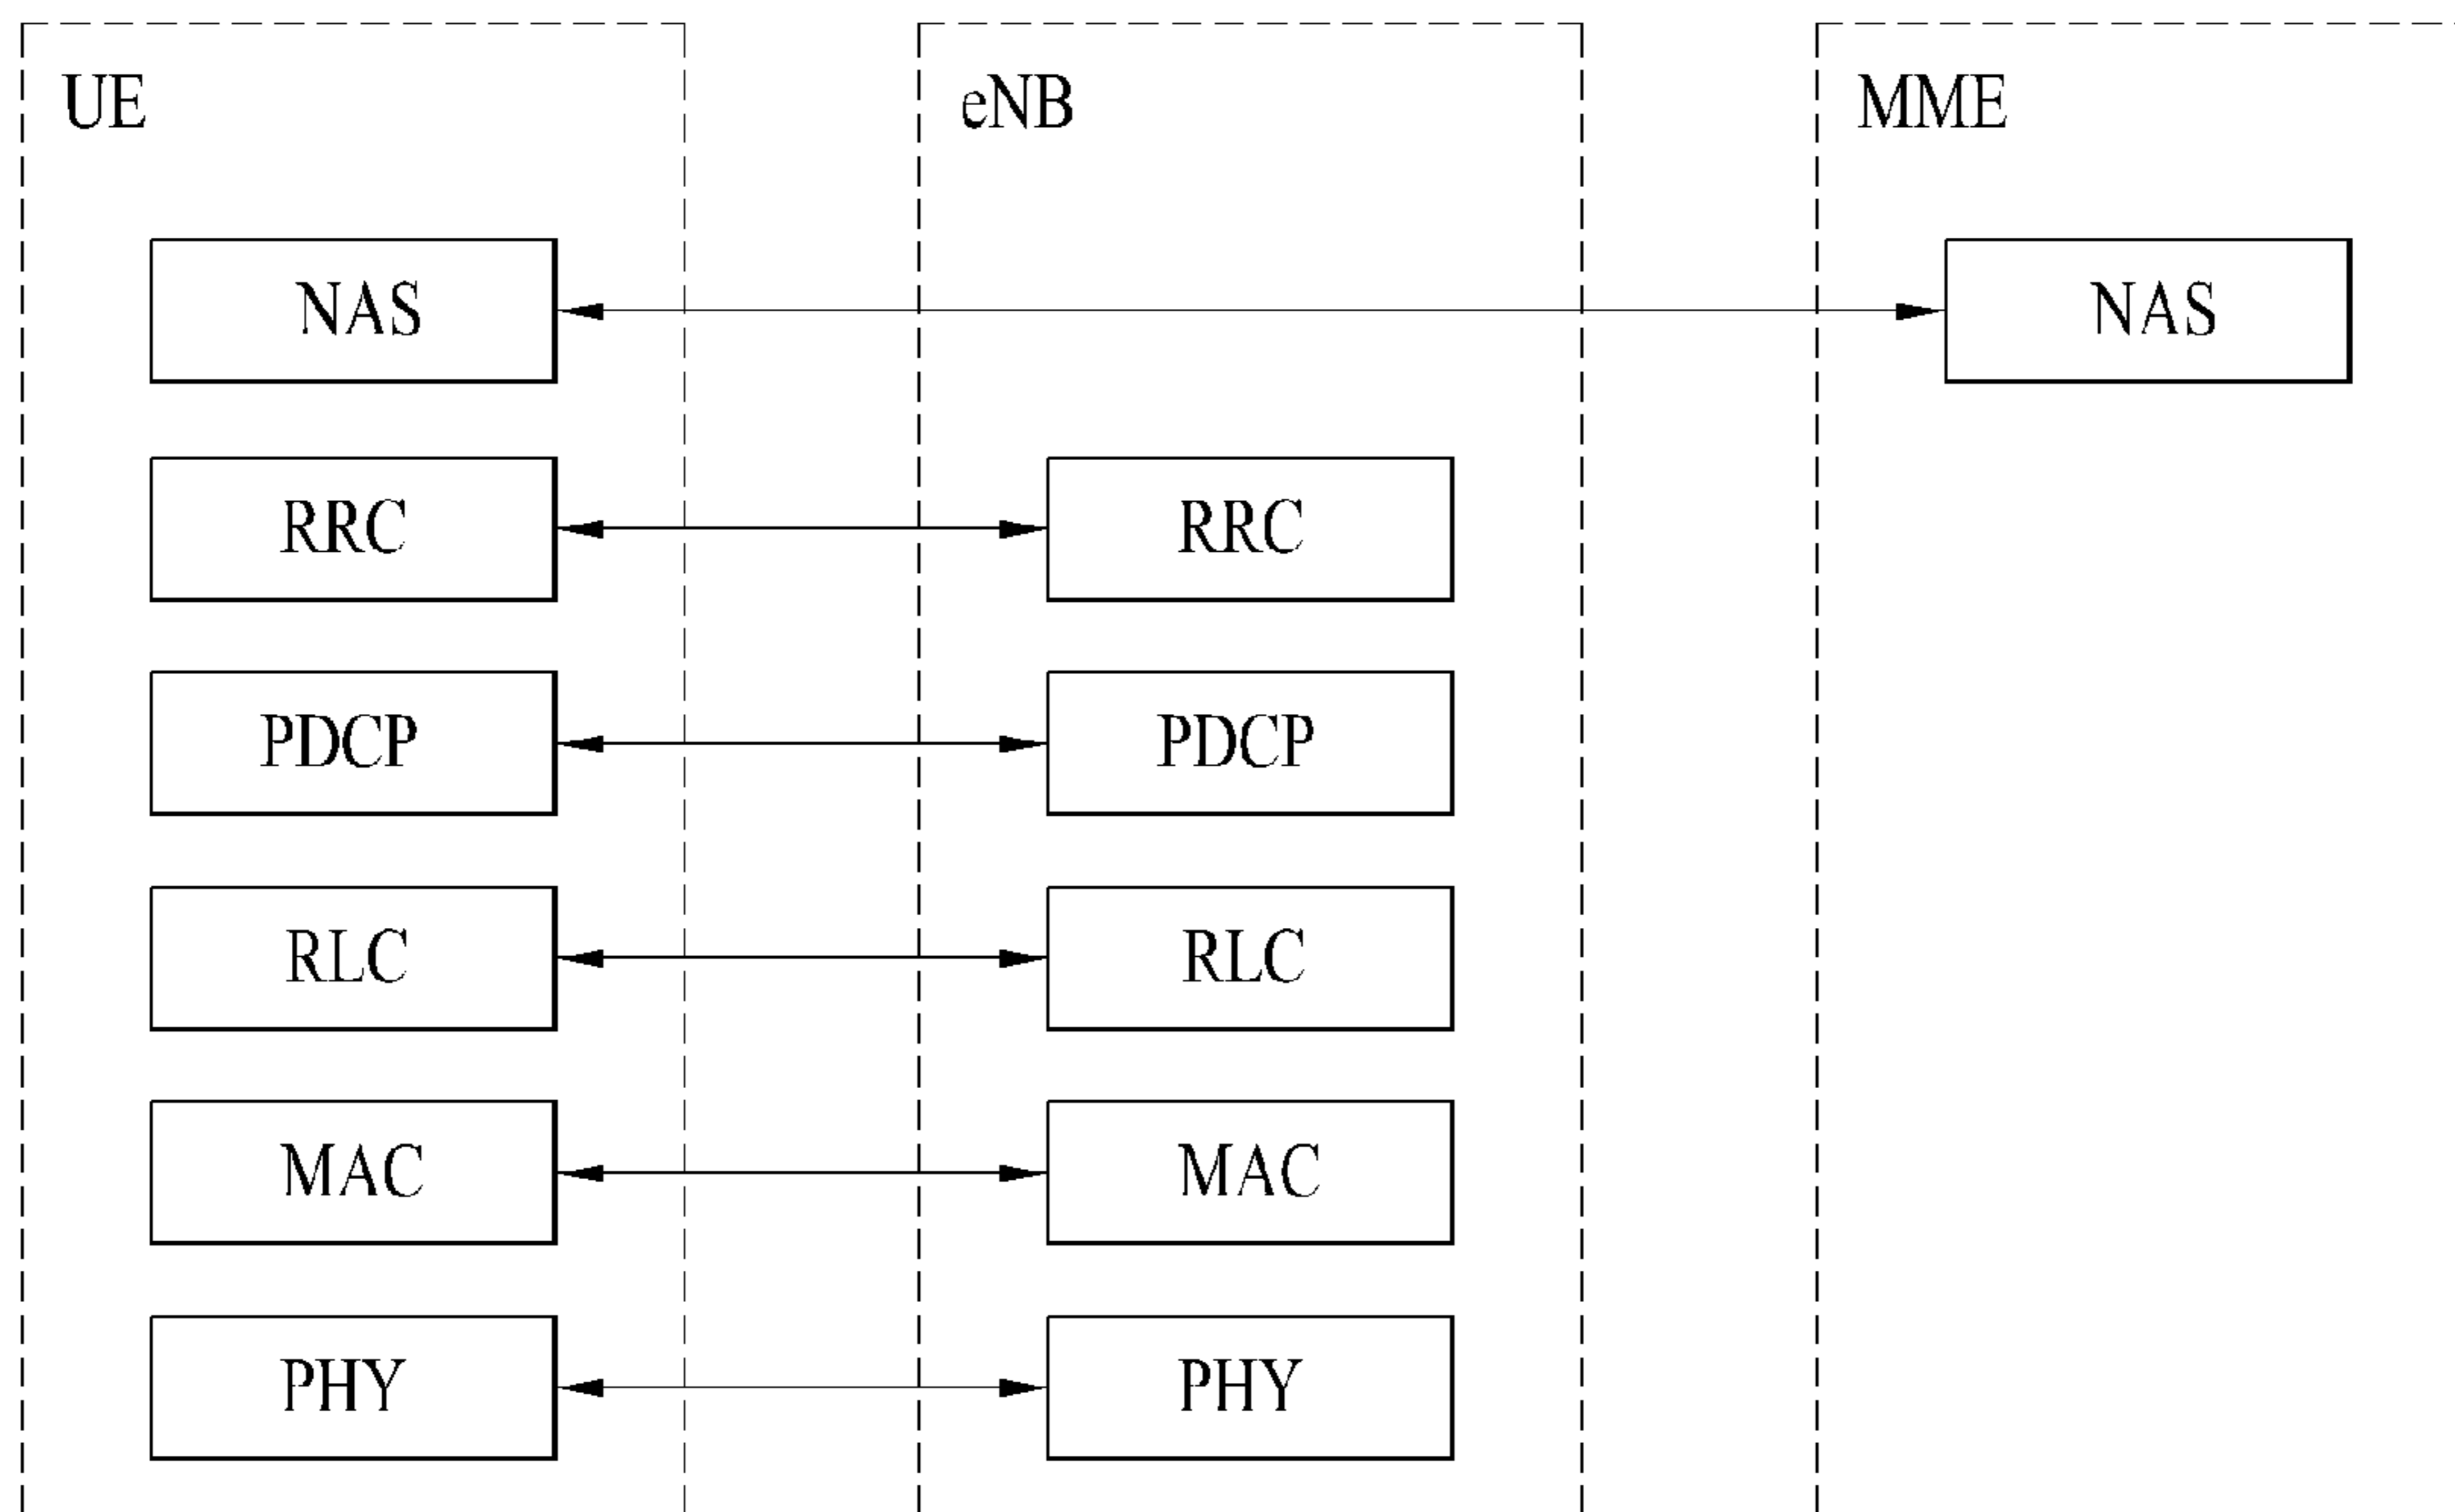 UE eNB MME
NAS NAS
RRC RRC
PDCP PDCP
RLC RLC
MAC MAC
PHY PHY